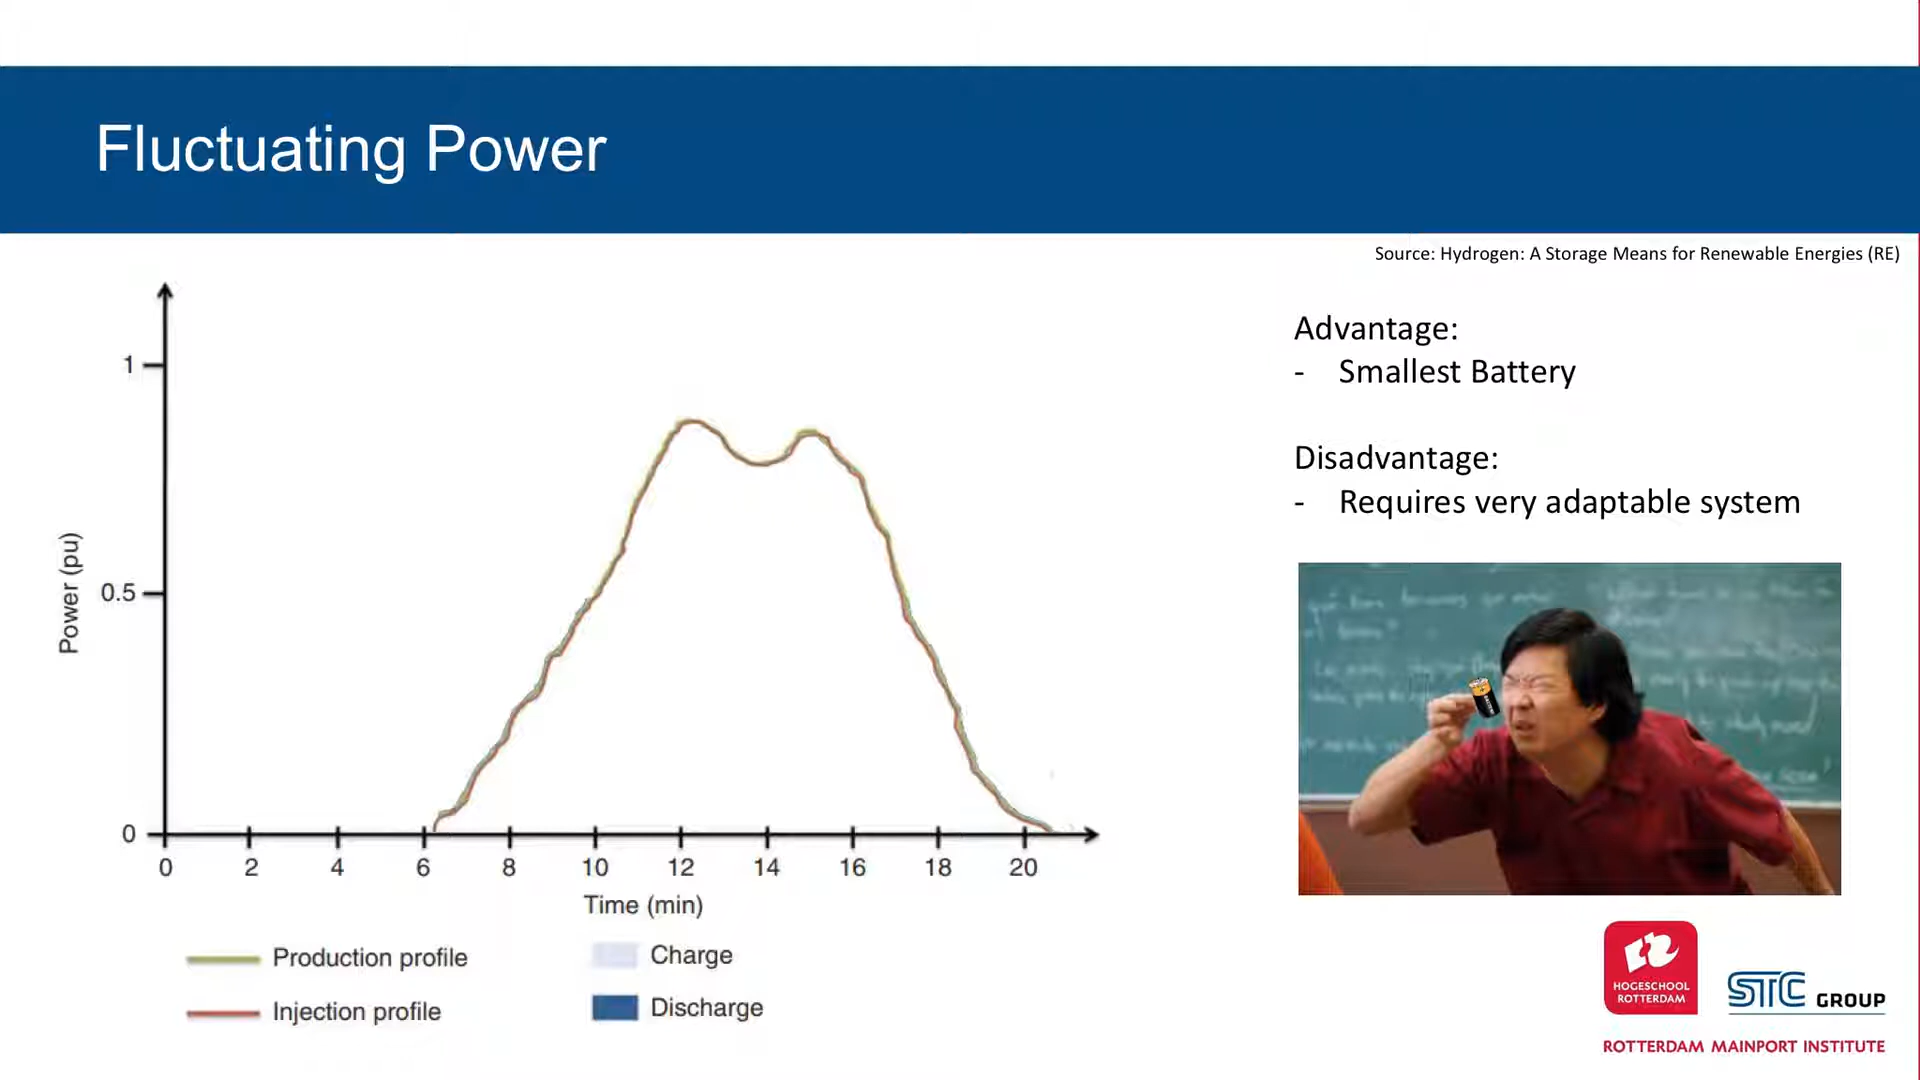 Fluctuating Power
Source: Hydrogen: A Storage Means for Renewable Energies (RE)
Power (pu)
1
0.5
0
0 2 4 6 8 10 12 14 16 18 20
Time (min)
Production profile
Charge
Injection profile
Discharge
Advantage:
- Smallest Battery
Disadvantage:
- Requires very adaptable system
HOGESCHOOL
ROTTERDAM
STC GROUP
ROTTERDAM MAINPORT INSTITUTE